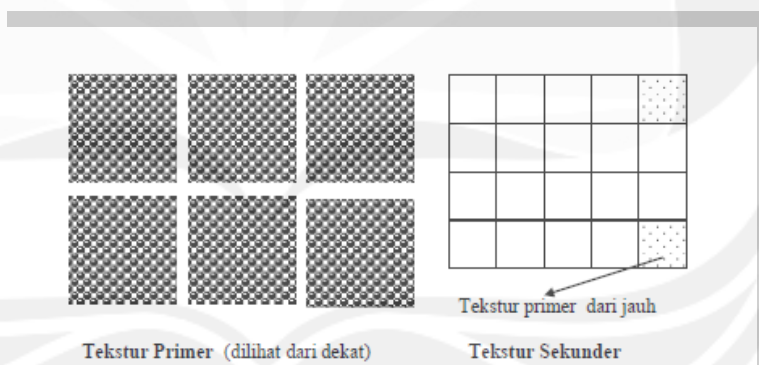 Tekstur primer dari jauh
Tekstur Primer (dilihat dari dekat)
Tekstur Sekunder